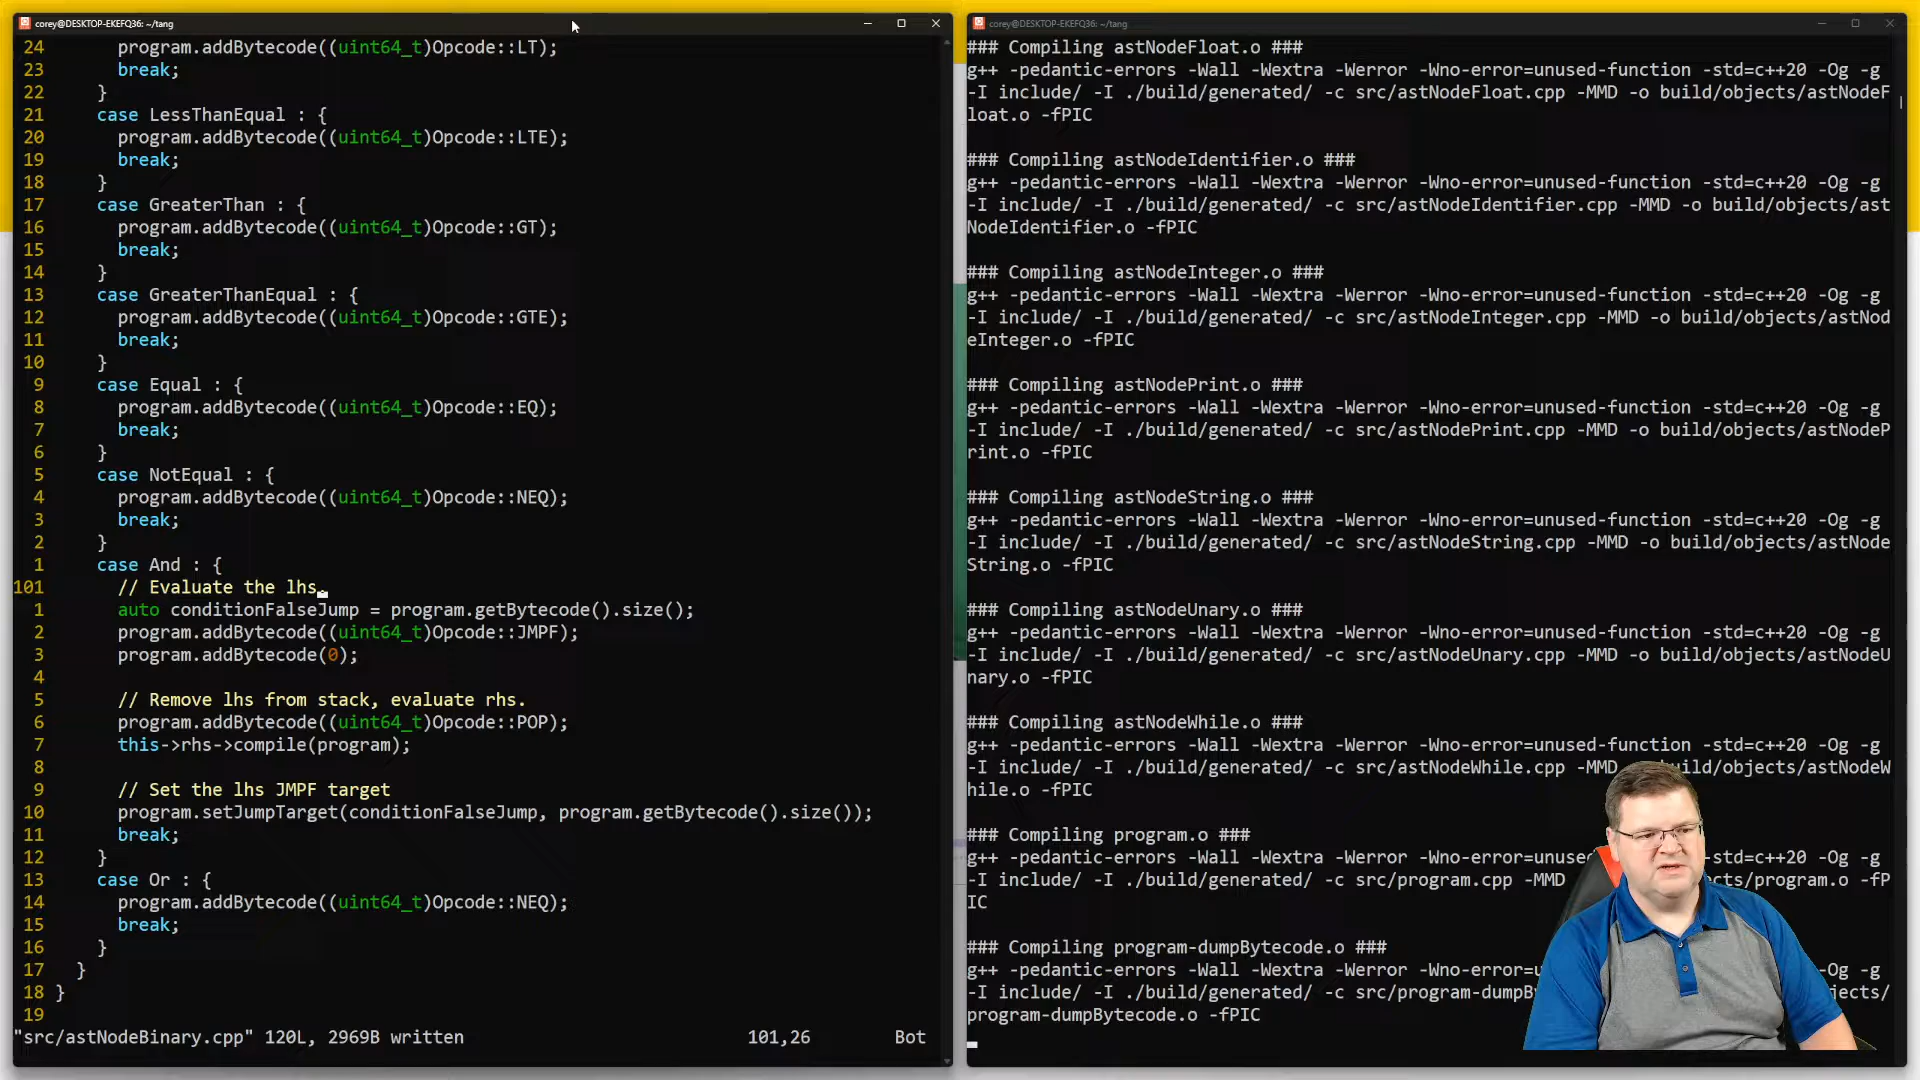 corey@DESKTOP-EKEFQ36: ~/tang
24 program.addBytecode((uint64_t)Opcode::LT);
23 break;
22 }
21 case LessThanEqual : {
20 program.addBytecode((uint64_t)Opcode::LTE);
19 break;
18 }
17 case GreaterThan : {
16 program.addBytecode((uint64_t)Opcode::GT);
15 break;
14 }
13 case GreaterThanEqual : {
12 program.addBytecode((uint64_t)Opcode::GTE);
11 break;
10 }
9 case Equal : {
8 program.addBytecode((uint64_t)Opcode::EQ);
7 break;
6 }
5 case NotEqual : {
4 program.addBytecode((uint64_t)Opcode::NEQ);
3 break;
2 }
1 case And : {
101 // Evaluate the lhs.
1 auto conditionFalseJump = program.getBytecode().size();
2 program.addBytecode((uint64_t)Opcode::JMPF);
3 program.addBytecode(0);
4
5 // Remove lhs from stack, evaluate rhs.
6 program.addBytecode((uint64_t)Opcode::POP);
7 this->rhs->compile(program);
8
9 // Set the lhs JMPF target
10 program.setJumpTarget(conditionFalseJump, program.getBytecode().size());
11 break;
12 }
13 case Or : {
14 program.addBytecode((uint64_t)Opcode::NEQ);
15 break;
16 }
17 }
18 }
19
"src/astNodeBinary.cpp" 120L, 2969B written 101,26 Bot
corey@DESKTOP-EKEFQ36: ~/tang
### Compiling astNodeFloat.o ###
g++ -pedantic-errors -Wall -Wextra -Werror -Wno-error=unused-function -std=c++20 -Og -g
-I include/ -I ./build/generated/ -c src/astNodeFloat.cpp -MMD -o build/objects/astNodeF
loat.o -fPIC
### Compiling astNodeIdentifier.o ###
g++ -pedantic-errors -Wall -Wextra -Werror -Wno-error=unused-function -std=c++20 -Og -g
-I include/ -I ./build/generated/ -c src/astNodeIdentifier.cpp -MMD -o build/objects/ast
NodeIdentifier.o -fPIC
### Compiling astNodeInteger.o ###
g++ -pedantic-errors -Wall -Wextra -Werror -Wno-error=unused-function -std=c++20 -Og -g
-I include/ -I ./build/generated/ -c src/astNodeInteger.cpp -MMD -o build/objects/astNod
eInteger.o -fPIC
### Compiling astNodePrint.o ###
g++ -pedantic-errors -Wall -Wextra -Werror -Wno-error=unused-function -std=c++20 -Og -g
-I include/ -I ./build/generated/ -c src/astNodePrint.cpp -MMD -o build/objects/astNodeP
rint.o -fPIC
### Compiling astNodeString.o ###
g++ -pedantic-errors -Wall -Wextra -Werror -Wno-error=unused-function -std=c++20 -Og -g
-I include/ -I ./build/generated/ -c src/astNodeString.cpp -MMD -o build/objects/astNode
String.o -fPIC
### Compiling astNodeUnary.o ###
g++ -pedantic-errors -Wall -Wextra -Werror -Wno-error=unused-function -std=c++20 -Og -g
-I include/ -I ./build/generated/ -c src/astNodeUnary.cpp -MMD -o build/objects/astNodeU
nary.o -fPIC
### Compiling astNodeWhile.o ###
g++ -pedantic-errors -Wall -Wextra -Werror -Wno-error=unused-function -std=c++20 -Og -g
-I include/ -I ./build/generated/ -c src/astNodeWhile.cpp -MMD uild/objects/astNodeW
hile.o -fPIC
### Compiling program.o ###
g++ -pedantic-errors -Wall -Wextra -Werror -Wno-error=unuse -std=c++20 -Og -g
-I include/ -I ./build/generated/ -c src/program.cpp -MMD cts/program.o -fP
IC
### Compiling program-dumpBytecode.o ###
g++ -pedantic-errors -Wall -Wextra -Werror -Wno-error=u -Og -g
-I include/ -I ./build/generated/ -c src/program-dumpB jects/
program-dumpBytecode.o -fPIC